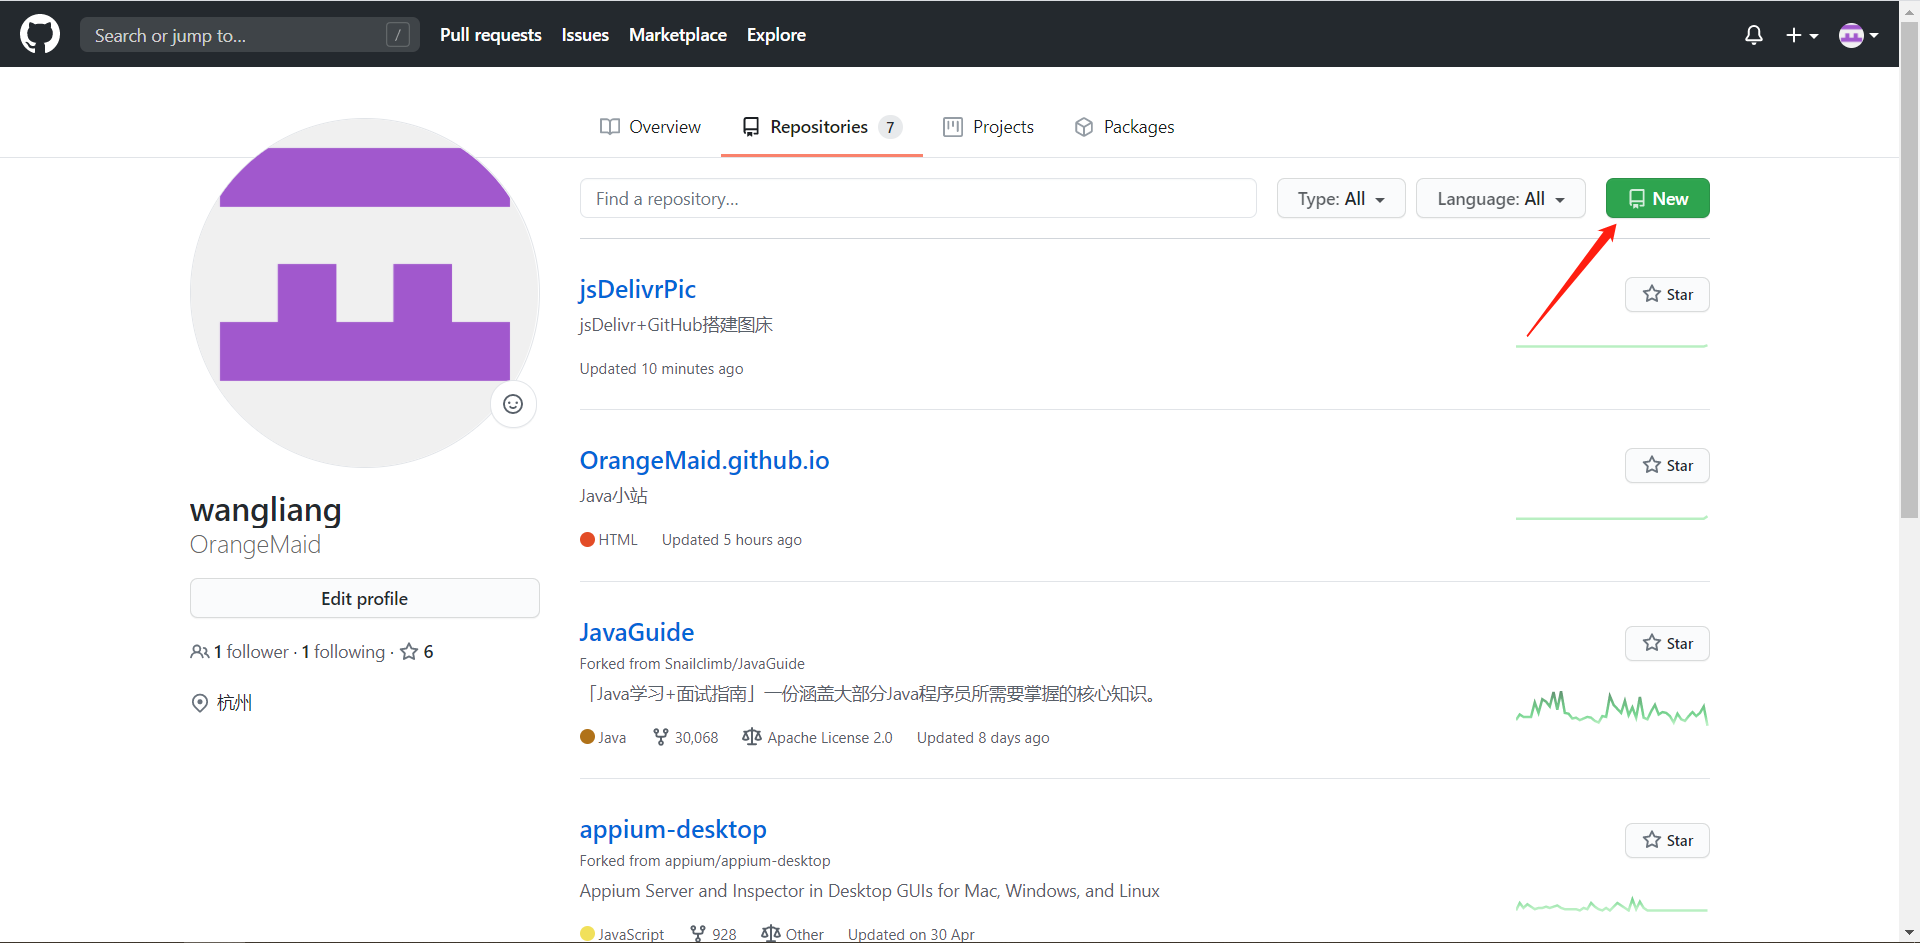 Search or jump to... / Pull requests Issues Marketplace Explore
Overview Repositories 7 Projects Packages
Find a repository... Type: All Language: All New
jsDelivrPic
Star
jsDelivr+GitHub搭建图床
Updated 10 minutes ago
OrangeMaid.github.io
Star
Java小站
HTML Updated 5 hours ago
wangliang
OrangeMaid
Edit profile
1 follower · 1 following · 6
杭州
JavaGuide
Star
Forked from Snailclimb/JavaGuide
「Java学习+面试指南」一份涵盖大部分Java程序员所需要掌握的核心知识。
Java 30,068 Apache License 2.0 Updated 8 days ago
appium-desktop
Star
Forked from appium/appium-desktop
Appium Server and Inspector in Desktop GUIs for Mac, Windows, and Linux
JavaScript 928 Other Updated on 30 Apr